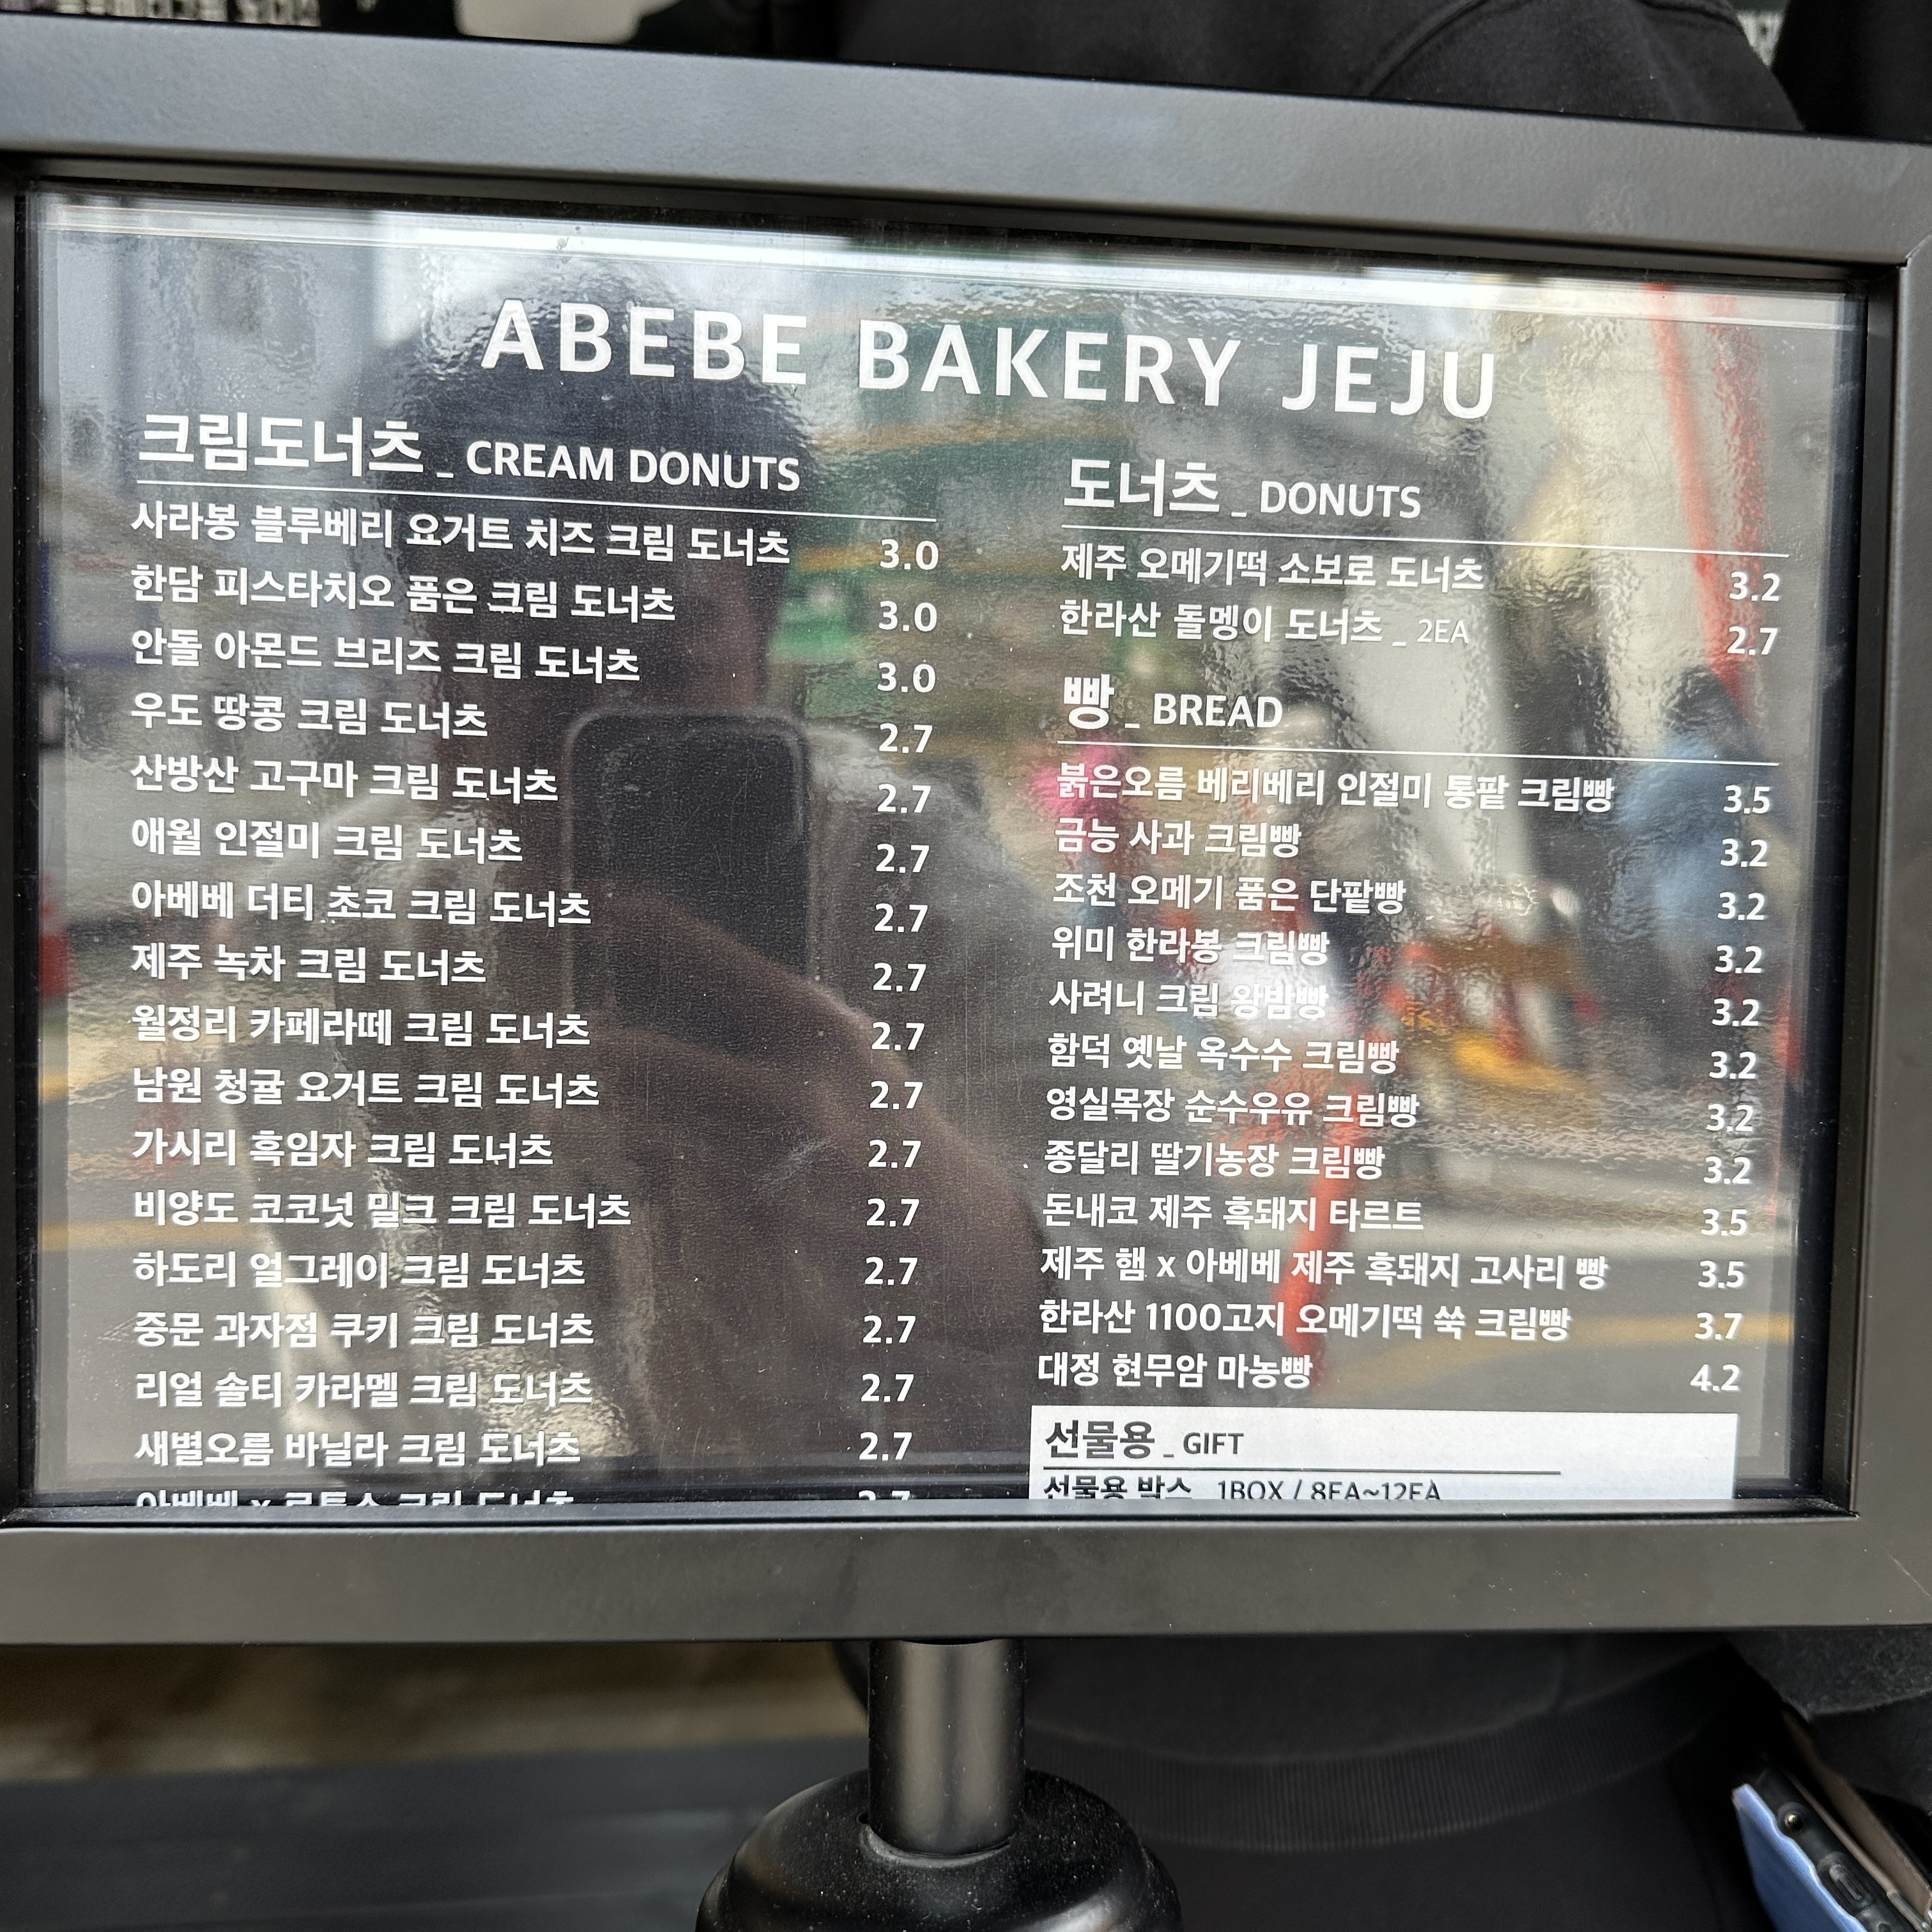 ABEBE BAKERY JEJU
크림도너츠 _ CREAM DONUTS
사라봉 블루베리 요거트 치즈 크림 도너츠 3.0
한담 피스타치오 품은 크림 도너츠 3.0
안돌 아몬드 브리즈 크림 도너츠 3.0
우도 땅콩 크림 도너츠 2.7
산방산 고구마 크림 도너츠 2.7
애월 인절미 크림 도너츠 2.7
아베베 더티 초코 크림 도너츠 2.7
제주 녹차 크림 도너츠 2.7
월정리 카페라떼 크림 도너츠 2.7
남원 청귤 요거트 크림 도너츠 2.7
가시리 흑임자 크림 도너츠 2.7
비양도 코코넛 밀크 크림 도너츠 2.7
하도리 얼그레이 크림 도너츠 2.7
중문 과자점 쿠키 크림 도너츠 2.7
리얼 솔티 카라멜 크림 도너츠 2.7
새별오름 바닐라 크림 도너츠 2.7
아베베 x 로투스 크림 도너츠 2.7
도너츠 _ DONUTS
제주 오메기떡 소보로 도너츠 3.2
한라산 돌멩이 도너츠 _ 2EA 2.7
빵 _ BREAD
붉은오름 베리베리 인절미 통팥 크림빵 3.5
금능 사과 크림빵 3.2
조천 오메기 품은 단팥빵 3.2
위미 한라봉 크림빵 3.2
사려니 크림 왕밤빵 3.2
함덕 옛날 옥수수 크림빵 3.2
영실목장 순수우유 크림빵 3.2
종달리 딸기농장 크림빵 3.2
돈내코 제주 흑돼지 타르트 3.5
제주 햄 x 아베베 제주 흑돼지 고사리 빵 3.5
한라산 1100고지 오메기떡 쑥 크림빵 3.7
대정 현무암 마농빵 4.2
선물용 _ GIFT
선물용 박스 1BOX / 8EA~12EA